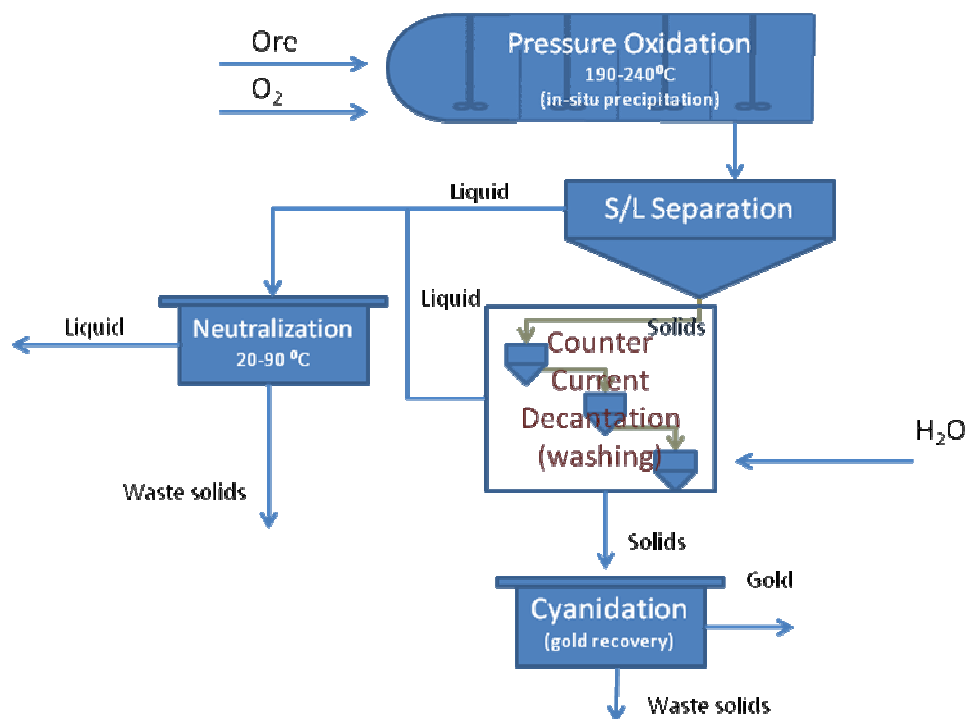 Ore
O₂
Pressure Oxidation
190-240⁰C
(in-situ precipitation)
Liquid
S/L Separation
Liquid
Solids
Liquid
Neutralization
20-90 ⁰C
Counter
Current
Decantation
(washing)
H₂O
Waste solids
Solids
Gold
Cyanidation
(gold recovery)
Waste solids